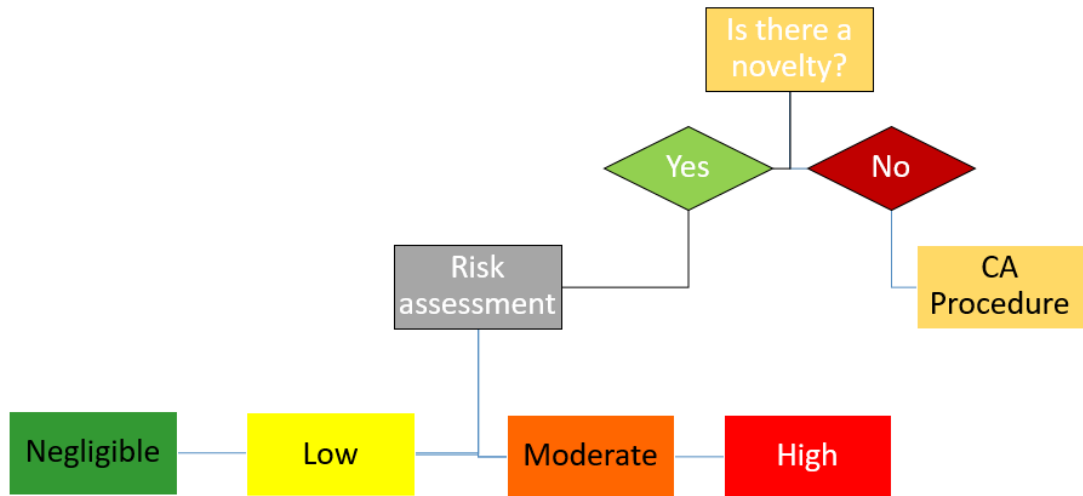 Is there a
novelty?
Yes
No
Risk
assessment
CA
Procedure
Negligible
Low
Moderate
High